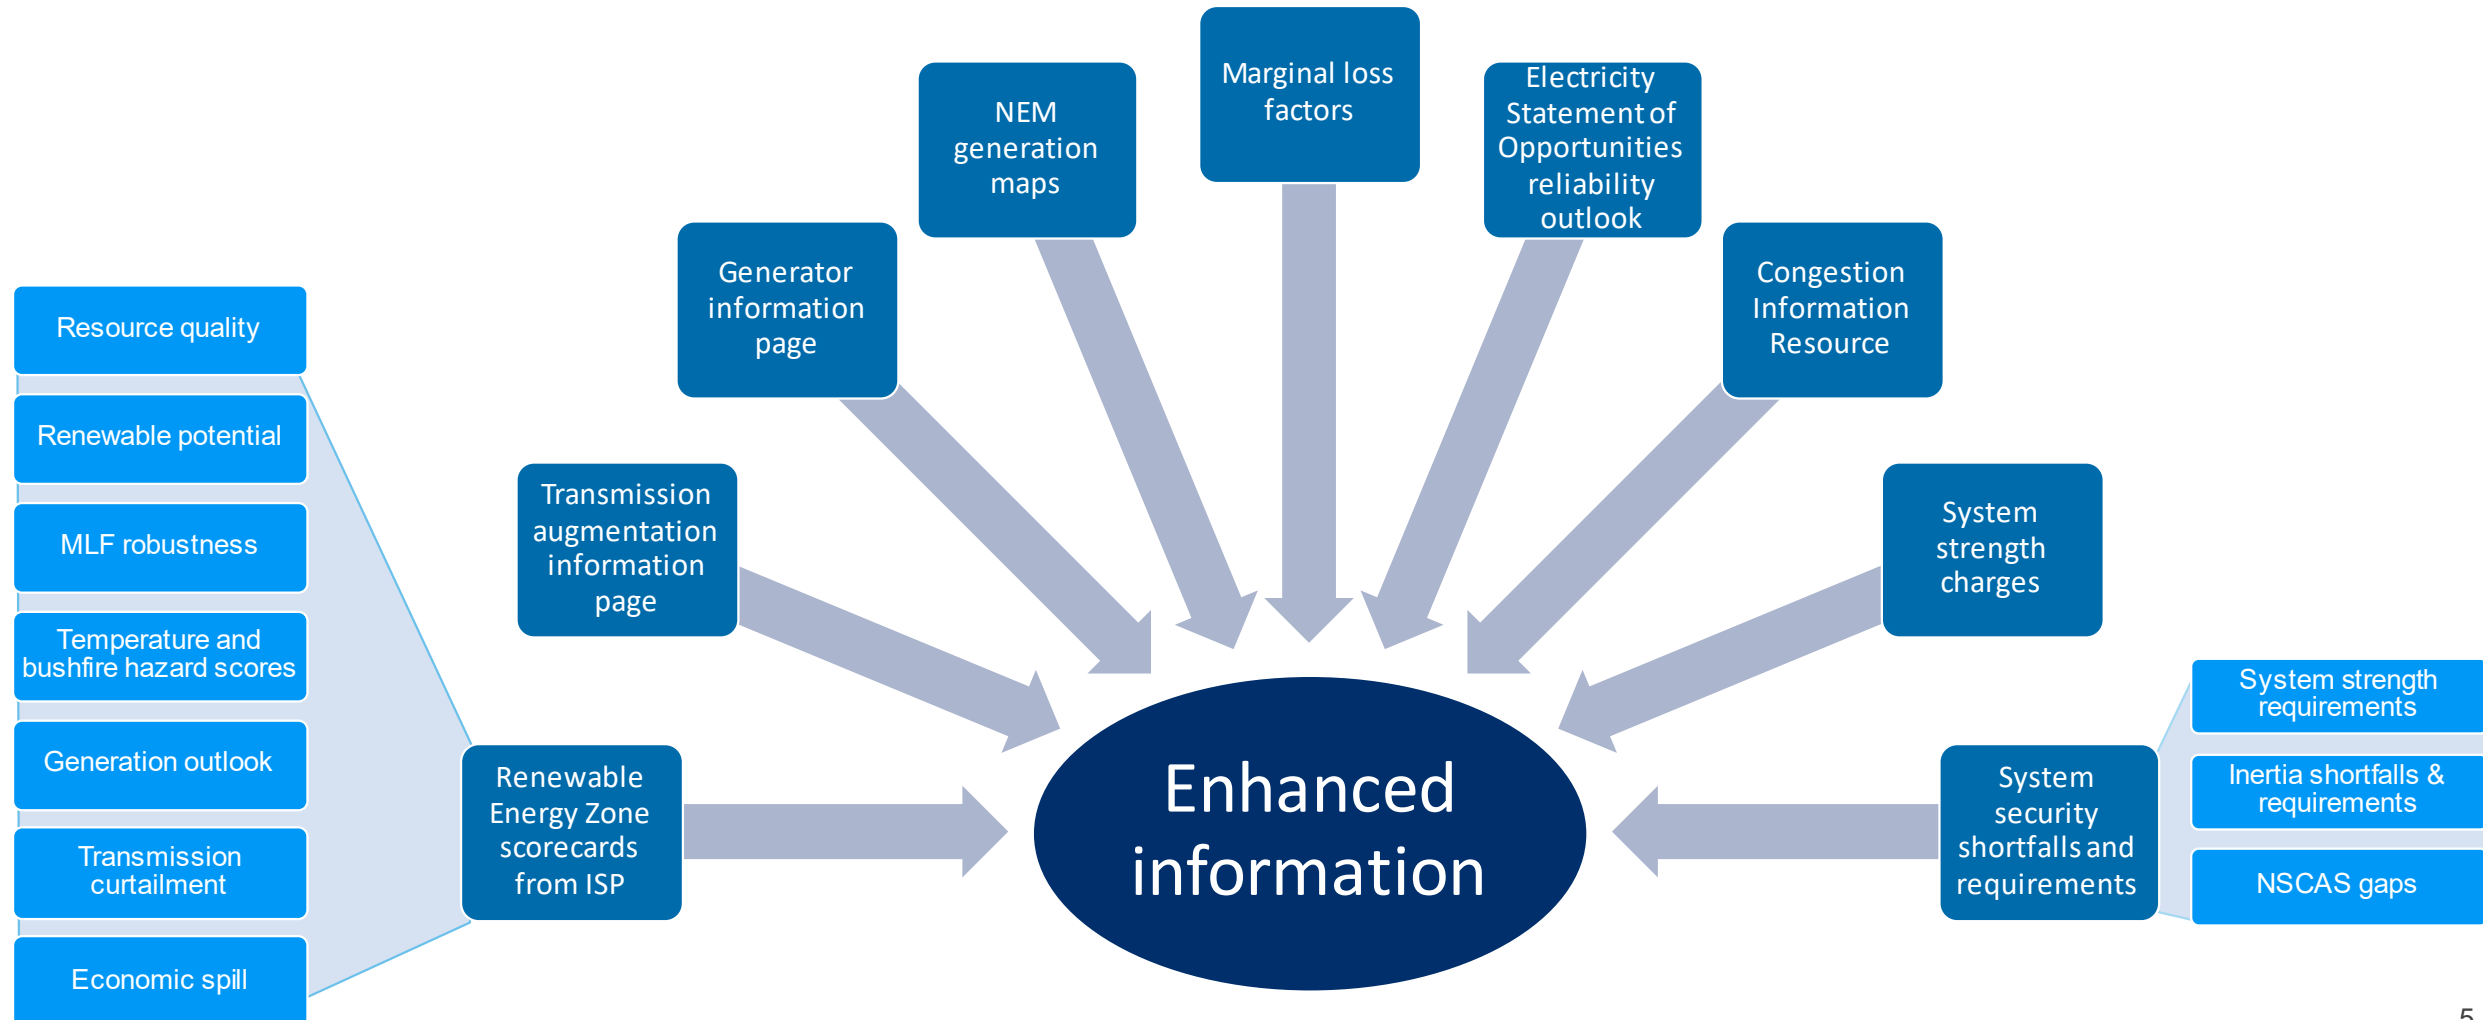 Marginal loss
factors
NEM
generation
maps
Electricity
Statement of
Opportunities
reliability
outlook
Generator
information
page
Congestion
Information
Resource
Transmission
augmentation
information
page
System
strength
charges
Resource quality
Renewable potential
MLF robustness
Temperature and
bushfire hazard scores
Generation outlook
Transmission
curtailment
Economic spill
Renewable
Energy Zone
scorecards
from ISP
Enhanced
information
System
security
shortfalls and
requirements
System strength
requirements
Inertia shortfalls &
requirements
NSCAS gaps
5